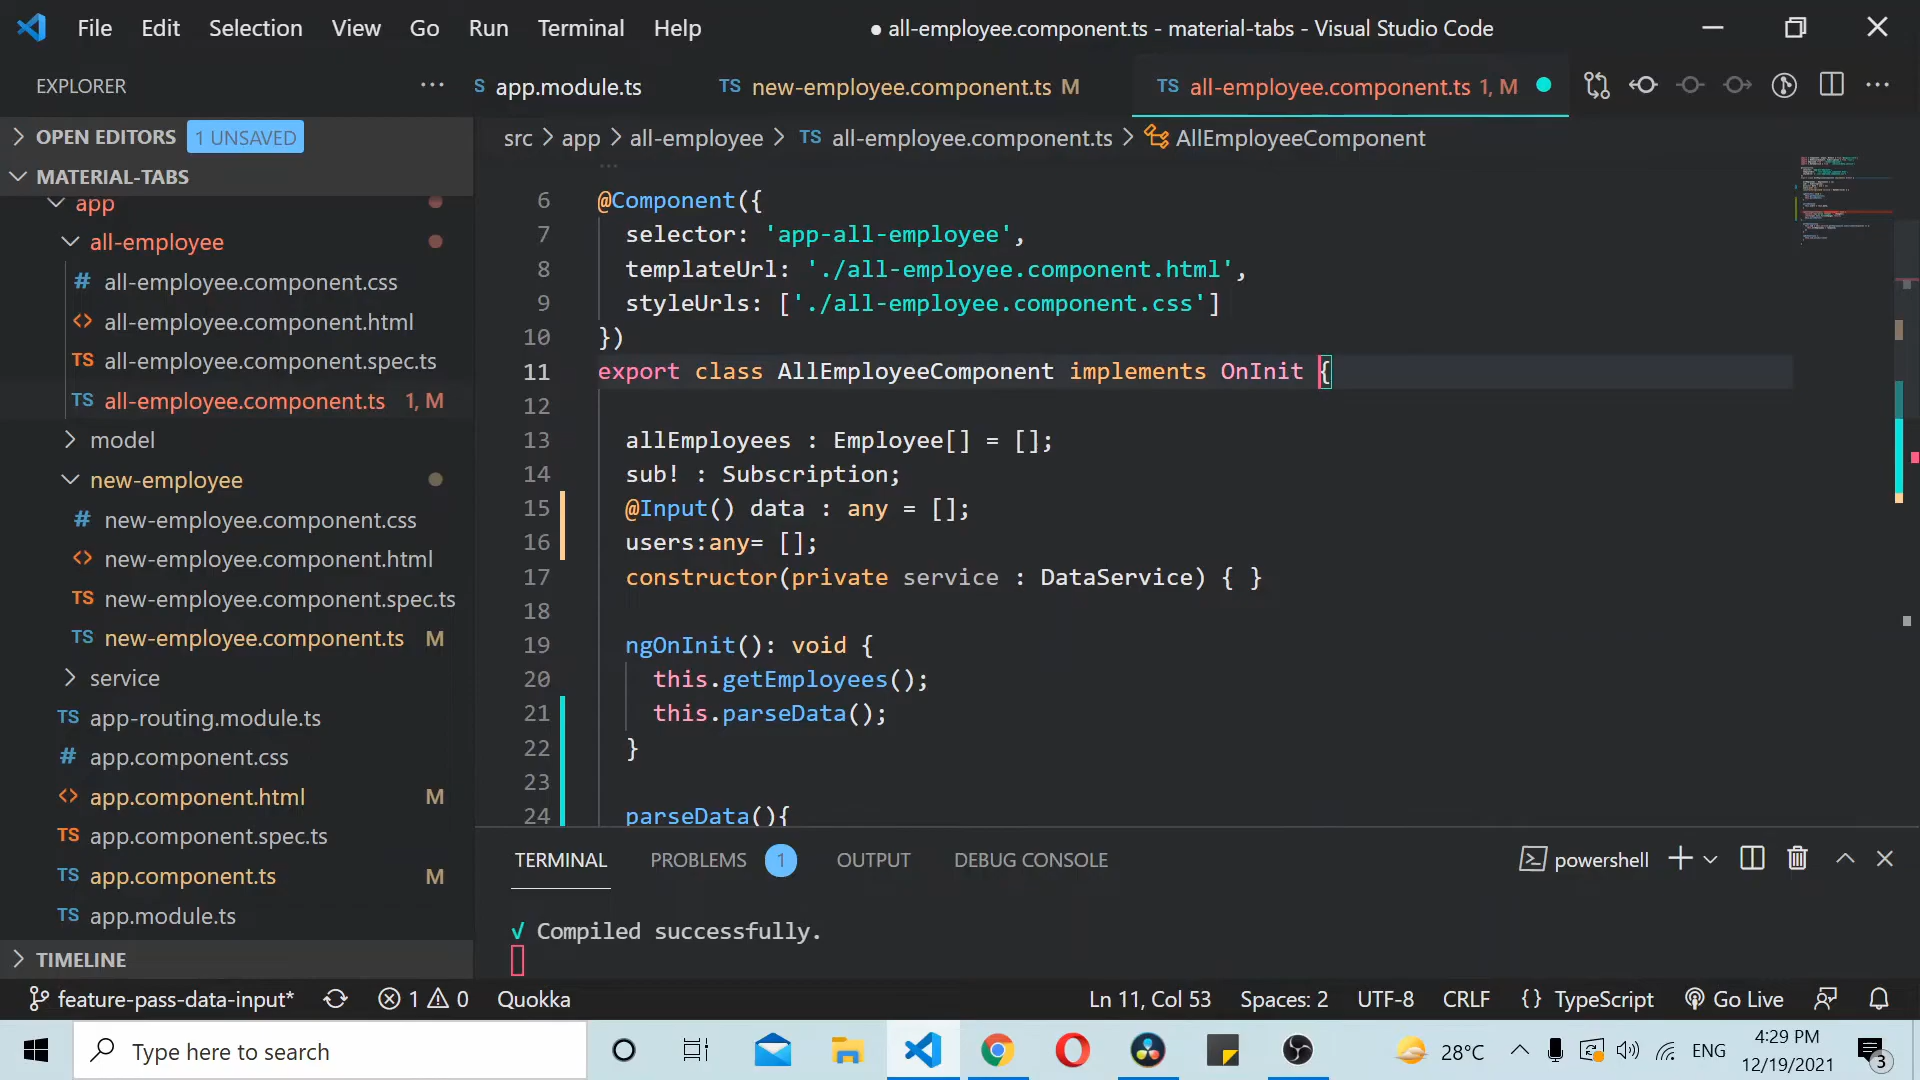 File Edit Selection View Go Run Terminal Help
● all-employee.component.ts - material-tabs - Visual Studio Code
EXPLORER
S app.module.ts
TS new-employee.component.ts M
TS all-employee.component.ts 1, M
OPEN EDITORS 1 UNSAVED
src > app > all-employee > TS all-employee.component.ts > AllEmployeeComponent
MATERIAL-TABS
app
all-employee
# all-employee.component.css
<> all-employee.component.html
TS all-employee.component.spec.ts
TS all-employee.component.ts 1, M
model
new-employee
# new-employee.component.css
<> new-employee.component.html
TS new-employee.component.spec.ts
TS new-employee.component.ts M
service
TS app-routing.module.ts
# app.component.css
<> app.component.html M
TS app.component.spec.ts
TS app.component.ts M
TS app.module.ts
TIMELINE
6 @Component({
7 selector: 'app-all-employee',
8 templateUrl: './all-employee.component.html',
9 styleUrls: ['./all-employee.component.css']
10 })
11 export class AllEmployeeComponent implements OnInit {
12
13 allEmployees : Employee[] = [];
14 sub! : Subscription;
15 @Input() data : any = [];
16 users:any= [];
17 constructor(private service : DataService) { }
18
19 ngOnInit(): void {
20 this.getEmployees();
21 this.parseData();
22 }
23
24 parseData(){
TERMINAL PROBLEMS 1 OUTPUT DEBUG CONSOLE
powershell
√ Compiled successfully.
feature-pass-data-input* 1 0 Quokka
Ln 11, Col 53 Spaces: 2 UTF-8 CRLF {} TypeScript Go Live
Type here to search
28°C ENG
4:29 PM
12/19/2021
3